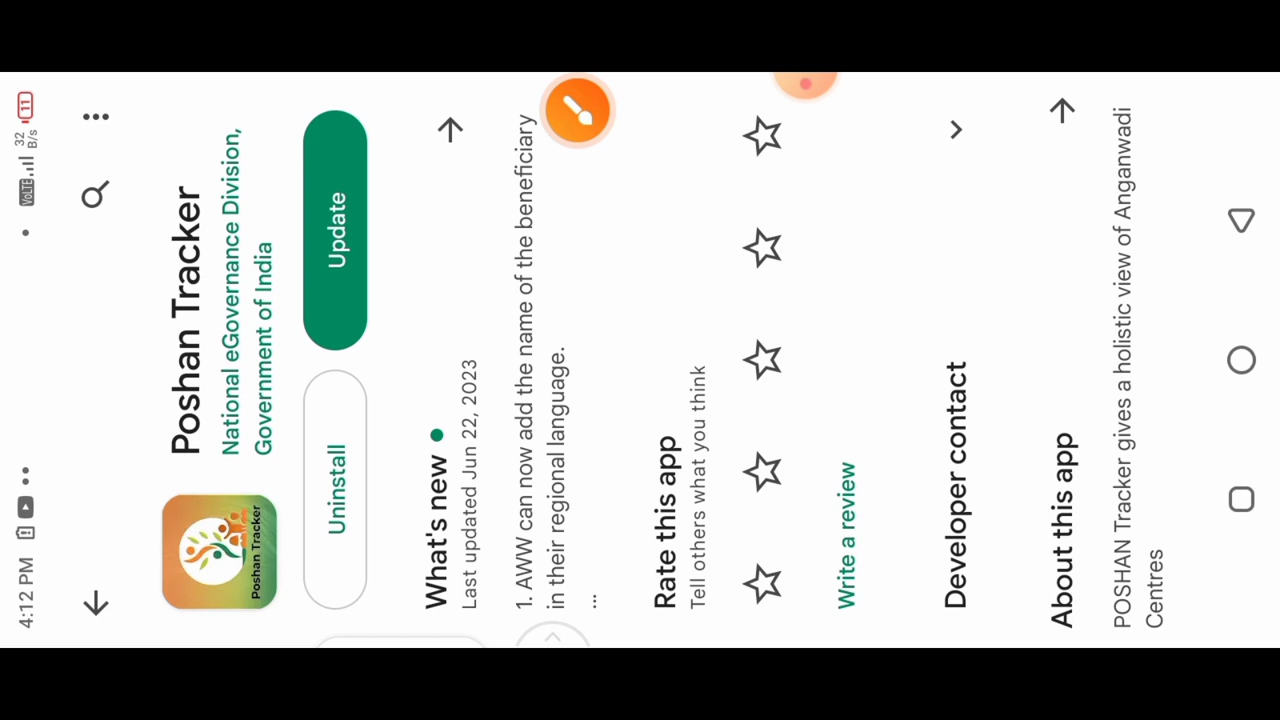 4:12 PM
VoLTE
32
B/s
11
Poshan Tracker
National eGovernance Division,
Government of India
Poshan Tracker
Uninstall
Update
What's new
Last updated Jun 22, 2023
1. AWW can now add the name of the beneficiary
in their regional language.
...
Rate this app
Tell others what you think
Write a review
Developer contact
About this app
POSHAN Tracker gives a holistic view of Anganwadi
Centres